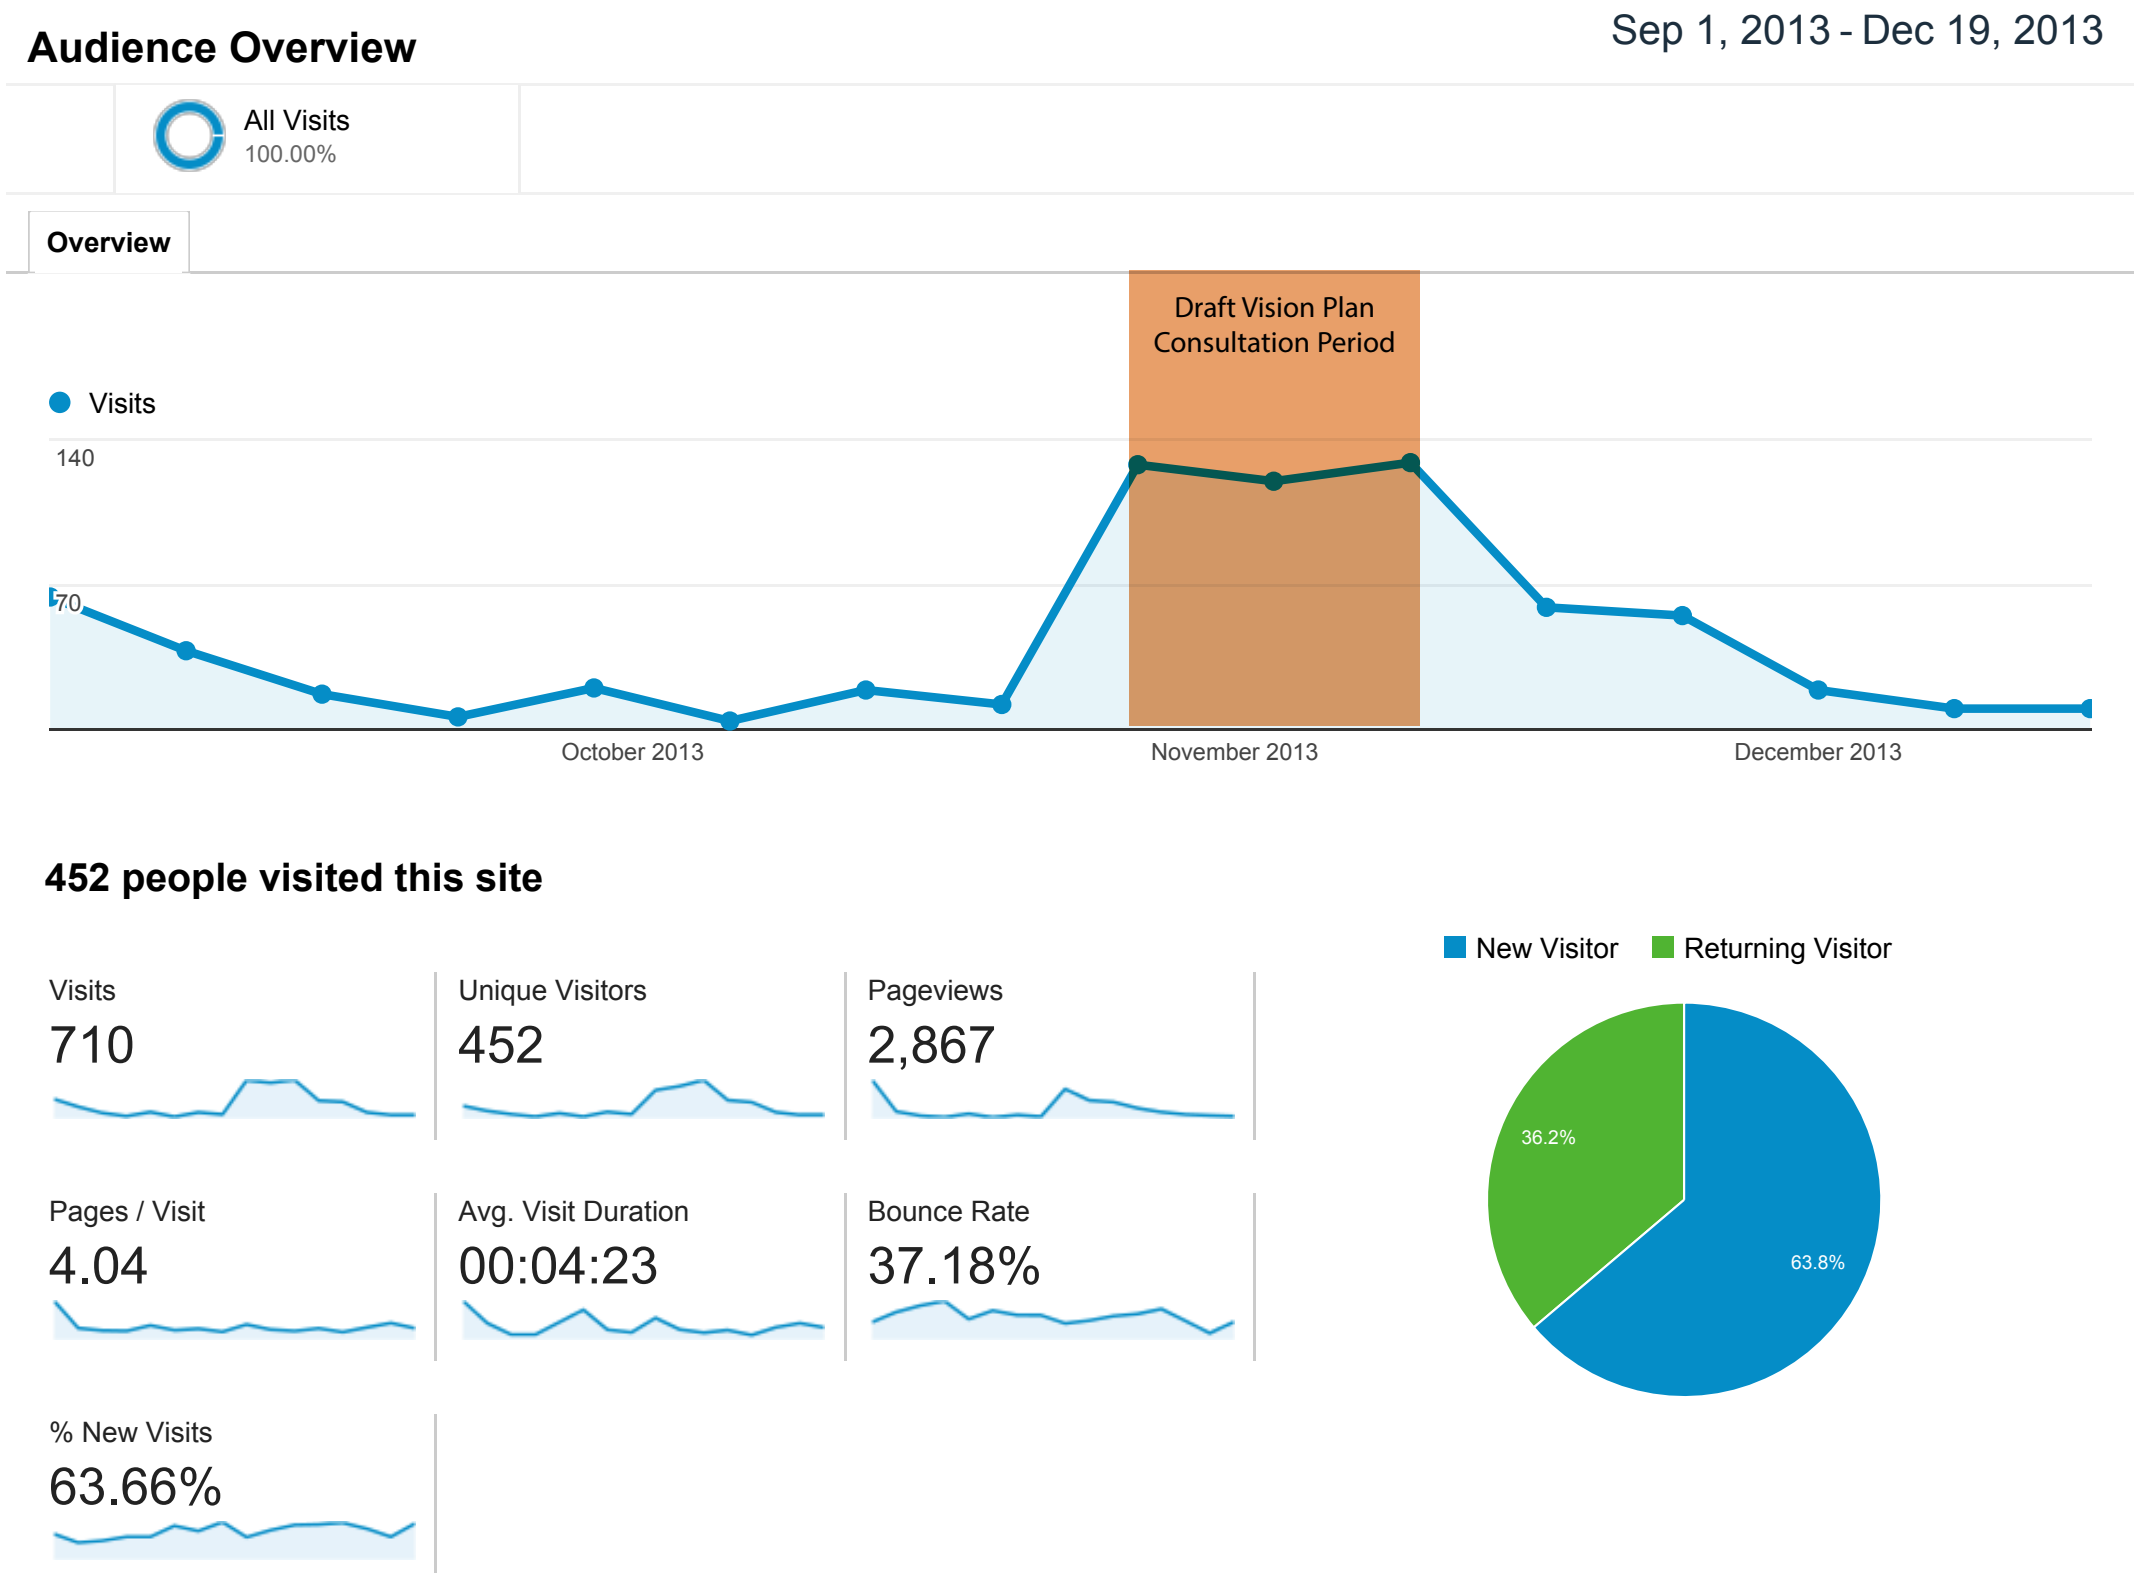 Audience Overview
Sep 1, 2013 - Dec 19, 2013
All Visits
100.00%
Overview
Draft Vision Plan
Consultation Period
Visits
140
70
October 2013
November 2013
December 2013
452 people visited this site
New Visitor
Returning Visitor
Visits
710
Unique Visitors
452
Pageviews
2,867
Pages / Visit
4.04
Avg. Visit Duration
00:04:23
Bounce Rate
37.18%
% New Visits
63.66%
36.2%
63.8%